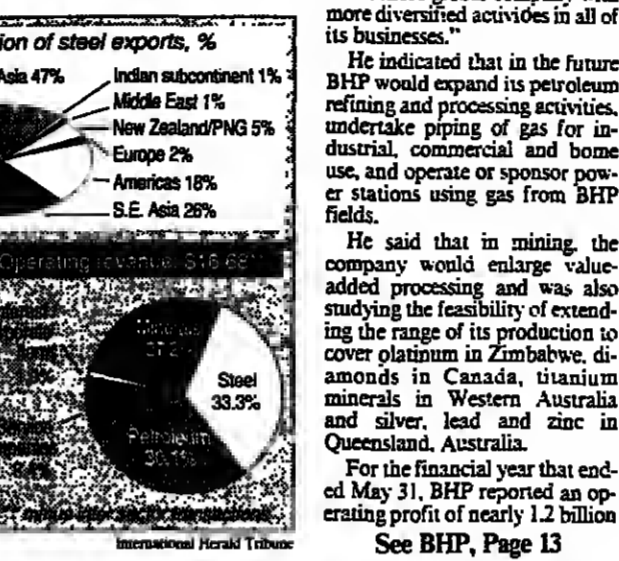 ion of steel exports, %
Asia 47%
Indian subcontinent 1%
Middle East 1%
New Zealand/PNG 5%
Europe 2%
Americas 18%
S.E. Asia 26%
Operating revenue
Minerals
Steel
33.3%
Petroleum
30.1%
International Herald Tribune
more diversified activities in all of
its businesses."
He indicated that in the future
BHP would expand its petroleum
refining and processing activities,
undertake piping of gas for in-
dustrial, commercial and home
use, and operate or sponsor pow-
er stations using gas from BHP
fields.
He said that in mining, the
company would enlarge value-
added processing and was also
studying the feasibility of extend-
ing the range of its production to
cover platinum in Zimbabwe, di-
amonds in Canada, titanium
minerals in Western Australia
and silver, lead and zinc in
Queensland, Australia.
For the financial year that end-
ed May 31, BHP reported an op-
erating profit of nearly 1.2 billion
See BHP, Page 13